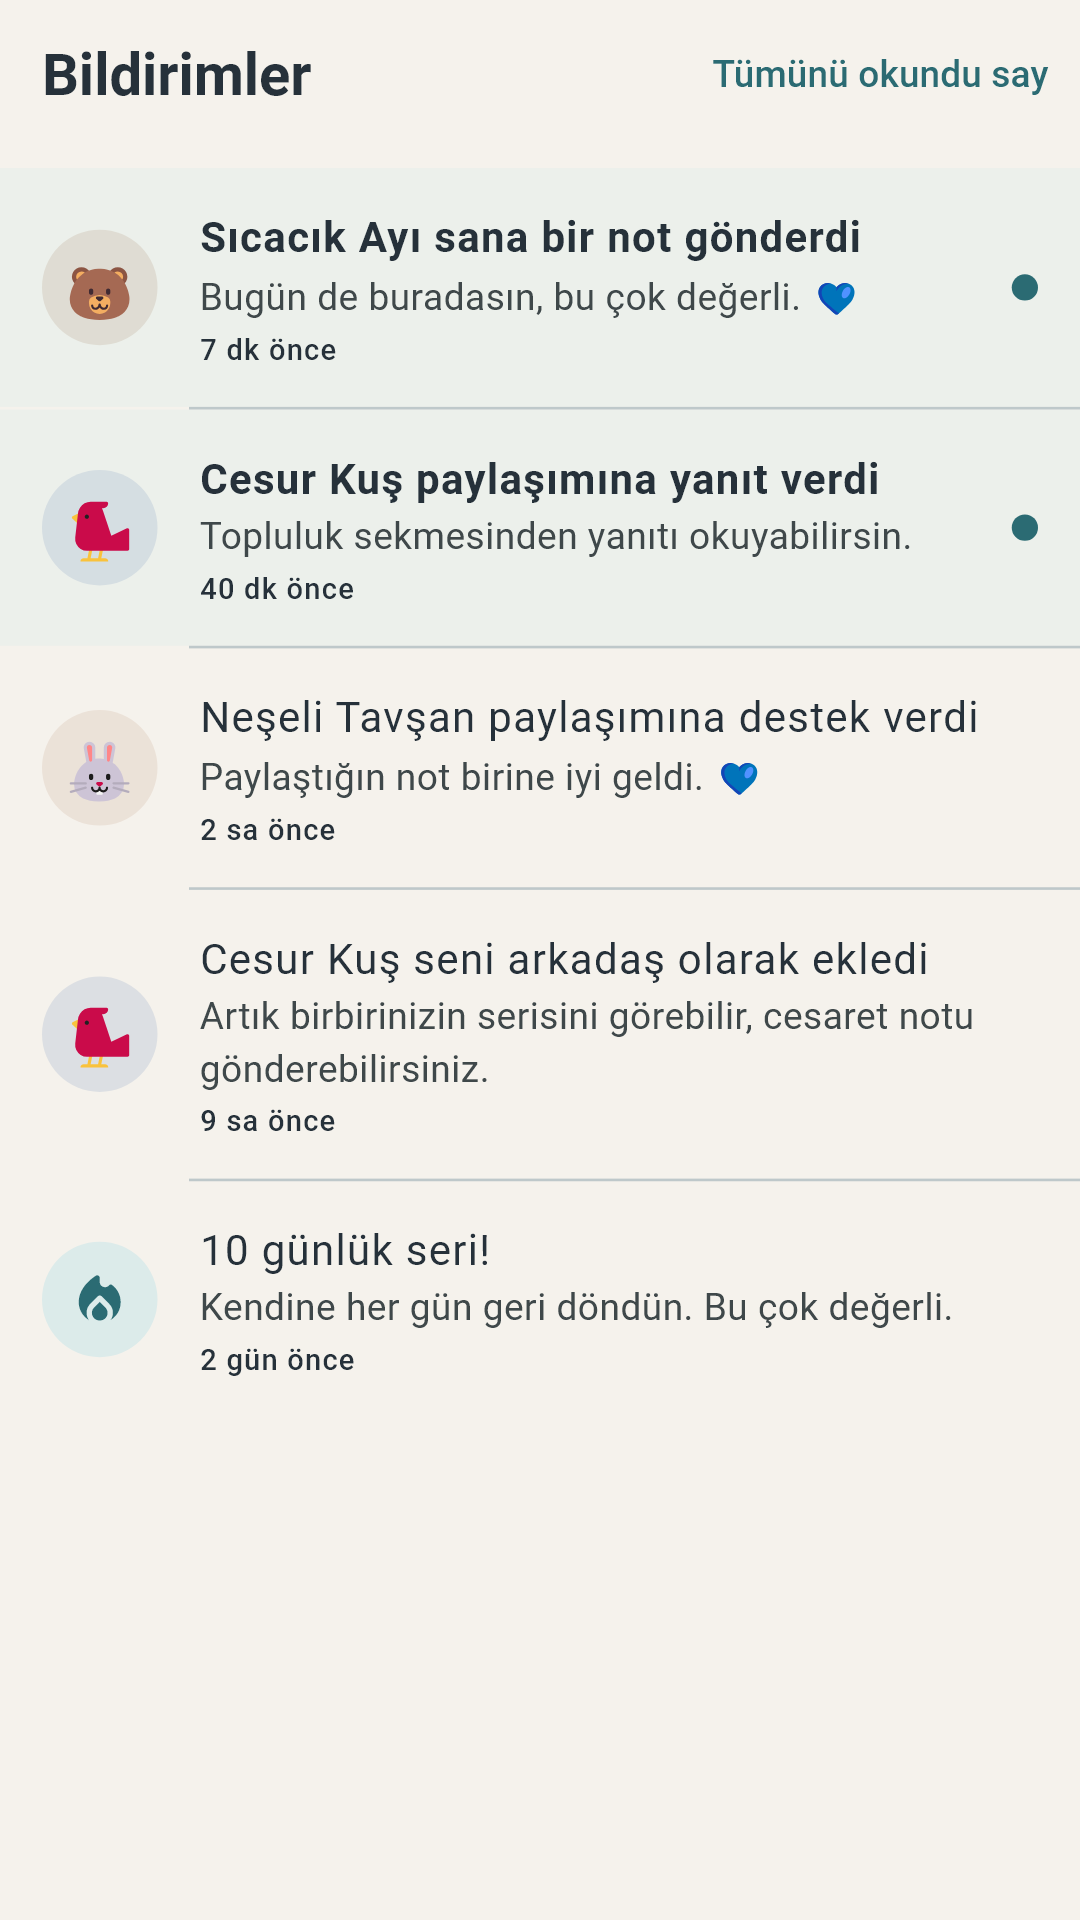 Bildirimler
Tümünü okundu say
Sıcacık Ayı sana bir not gönderdi
Bugün de buradasın, bu çok değerli. 💙
7 dk önce
Cesur Kuş paylaşımına yanıt verdi
Topluluk sekmesinden yanıtı okuyabilirsin.
40 dk önce
Neşeli Tavşan paylaşımına destek verdi
Paylaştığın not birine iyi geldi. 💙
2 sa önce
Cesur Kuş seni arkadaş olarak ekledi
Artık birbirinizin serisini görebilir, cesaret notu
gönderebilirsiniz.
9 sa önce
10 günlük seri!
Kendine her gün geri döndün. Bu çok değerli.
2 gün önce